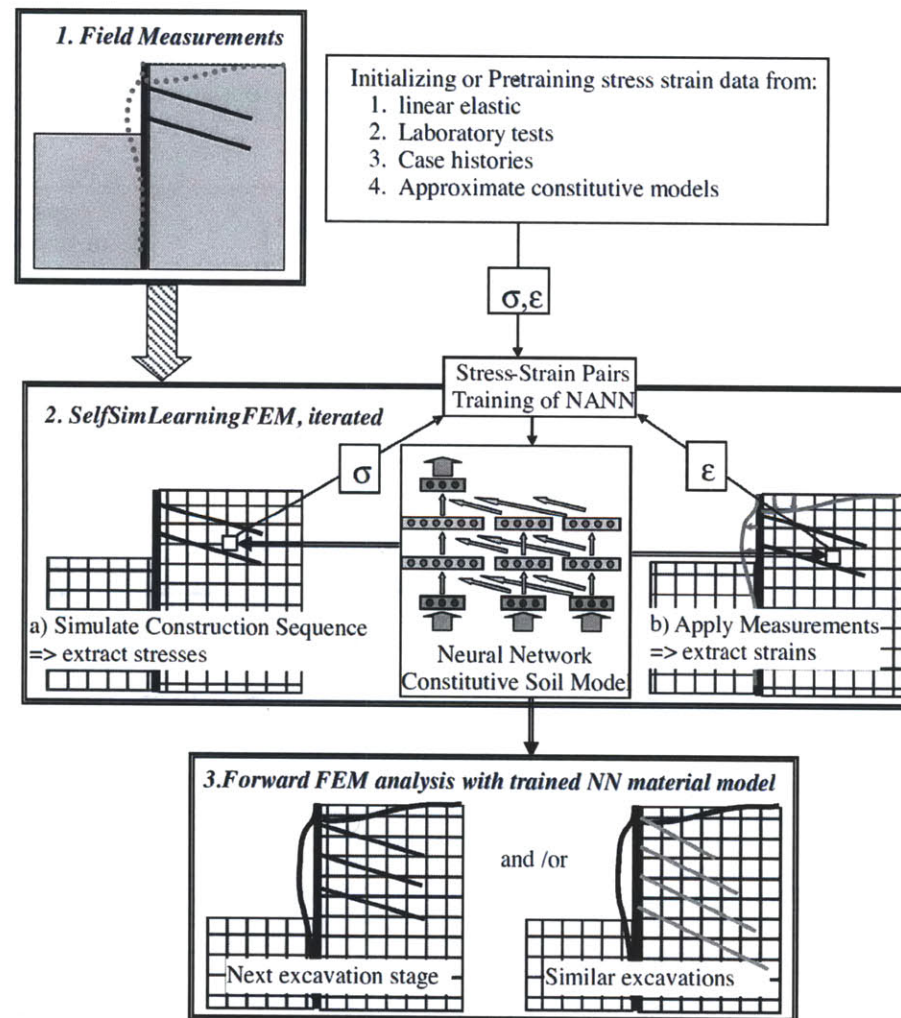 1. Field Measurements
Initializing or Pretraining stress strain data from:
1. linear elastic
2. Laboratory tests
3. Case histories
4. Approximate constitutive models
σ,ε
Stress-Strain Pairs
Training of NANN
2. SelfSimLearningFEM, iterated
σ
ε
a) Simulate Construction Sequence
=> extract stresses
Neural Network
Constitutive Soil Mode
b) Apply Measurements
=> extract strains
3.Forward FEM analysis with trained NN material model
and /or
Next excavation stage
Similar excavations